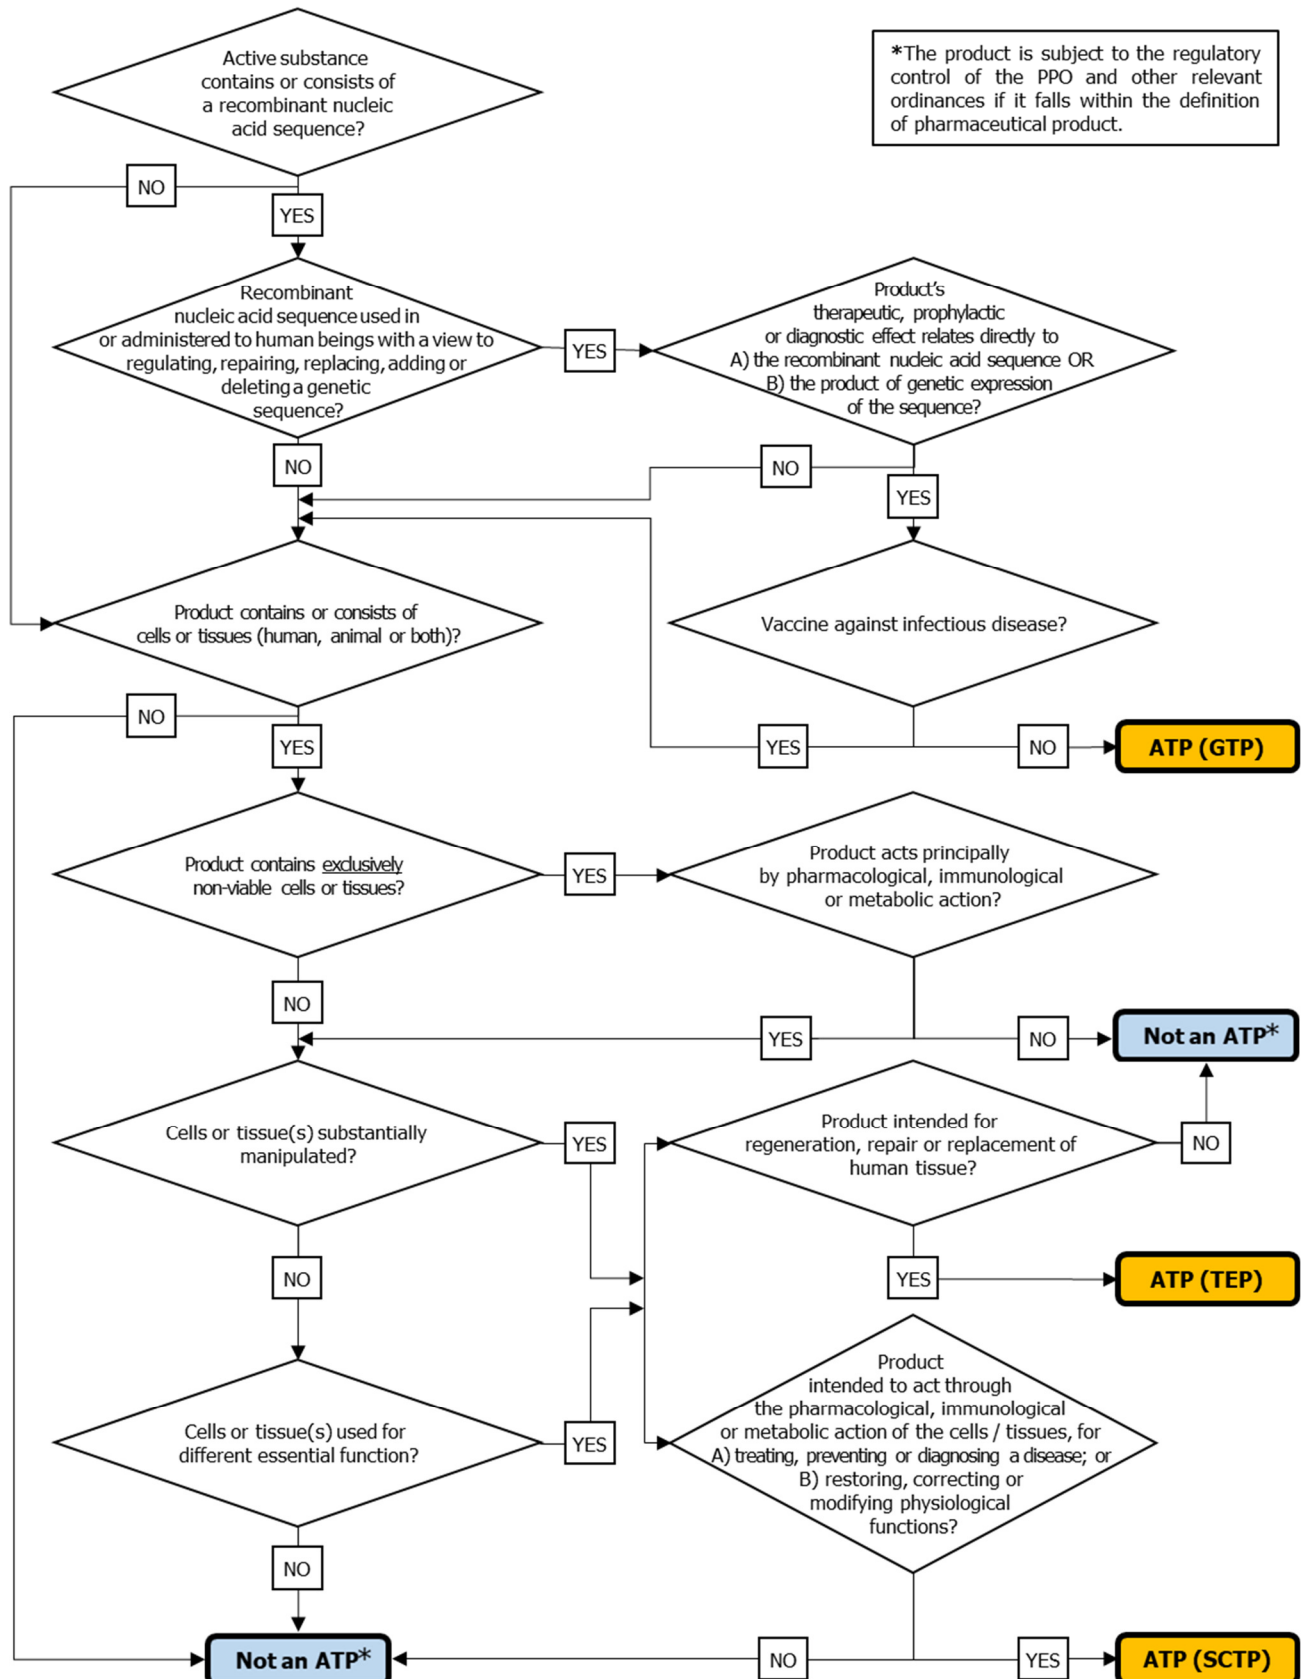 Active substance
contains or consists of
a recombinant nucleic
acid sequence?
*The product is subject to the regulatory
control of the PPO and other relevant
ordinances if it falls within the definition
of pharmaceutical product.
NO
YES
Recombinant
nucleic acid sequence used in
or administered to human beings with a view to
regulating, repairing, replacing, adding or
deleting a genetic
sequence?
YES
Product's
therapeutic, prophylactic
or diagnostic effect relates directly to
A) the recombinant nucleic acid sequence OR
B) the product of genetic expression
of the sequence?
NO
NO
YES
Product contains or consists of
cells or tissues (human, animal or both)?
Vaccine against infectious disease?
NO
YES
YES
NO
ATP (GTP)
Product contains exclusively
non-viable cells or tissues?
YES
Product acts principally
by pharmacological, immunological
or metabolic action?
NO
YES
NO
Not an ATP*
Cells or tissue(s) substantially
manipulated?
YES
Product intended for
regeneration, repair or replacement of
human tissue?
NO
NO
YES
ATP (TEP)
Cells or tissue(s) used for
different essential function?
YES
Product
intended to act through
the pharmacological, immunological
or metabolic action of the cells / tissues, for
A) treating, preventing or diagnosing a disease; or
B) restoring, correcting or
modifying physiological
functions?
NO
Not an ATP*
NO
YES
ATP (SCTP)